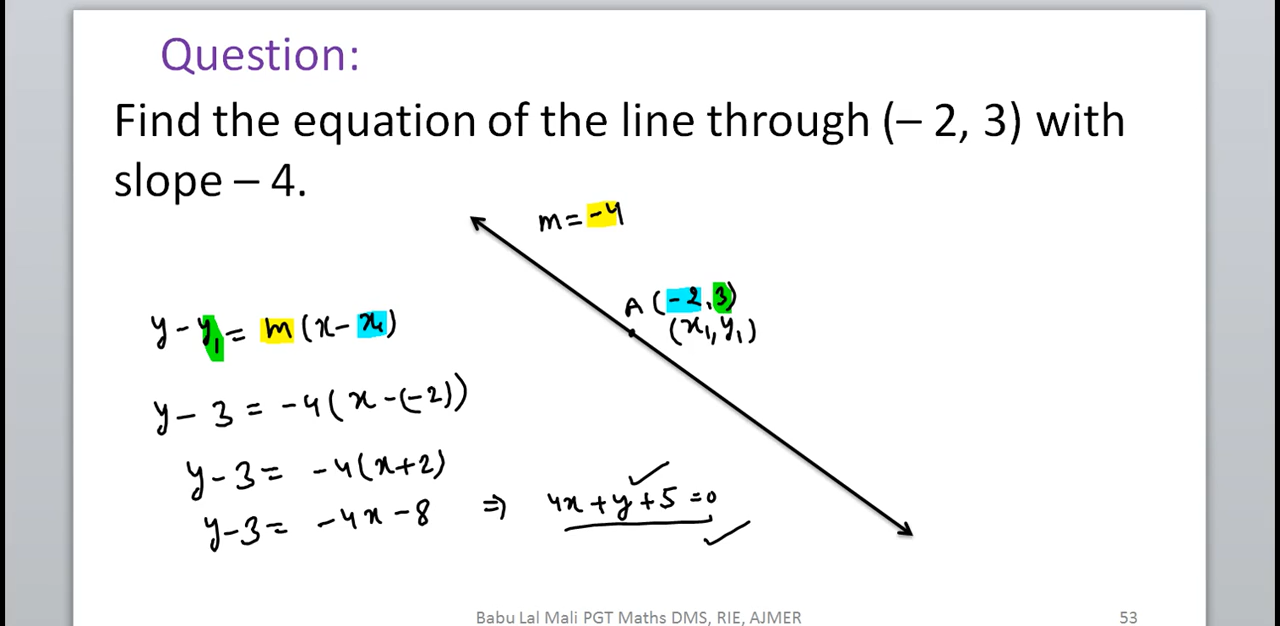 Question:
Find the equation of the line through (– 2, 3) with
slope – 4.
m = -4
A (-2, 3)
(x₁, y₁)
y - y₁ = m (x - x₁)
y - 3 = -4 (x - (-2))
y - 3 = -4 (x+2)
y - 3 = -4x - 8 ⇒ 4x + y + 5 = 0
Babu Lal Mali PGT Maths DMS, RIE, AJMER
53